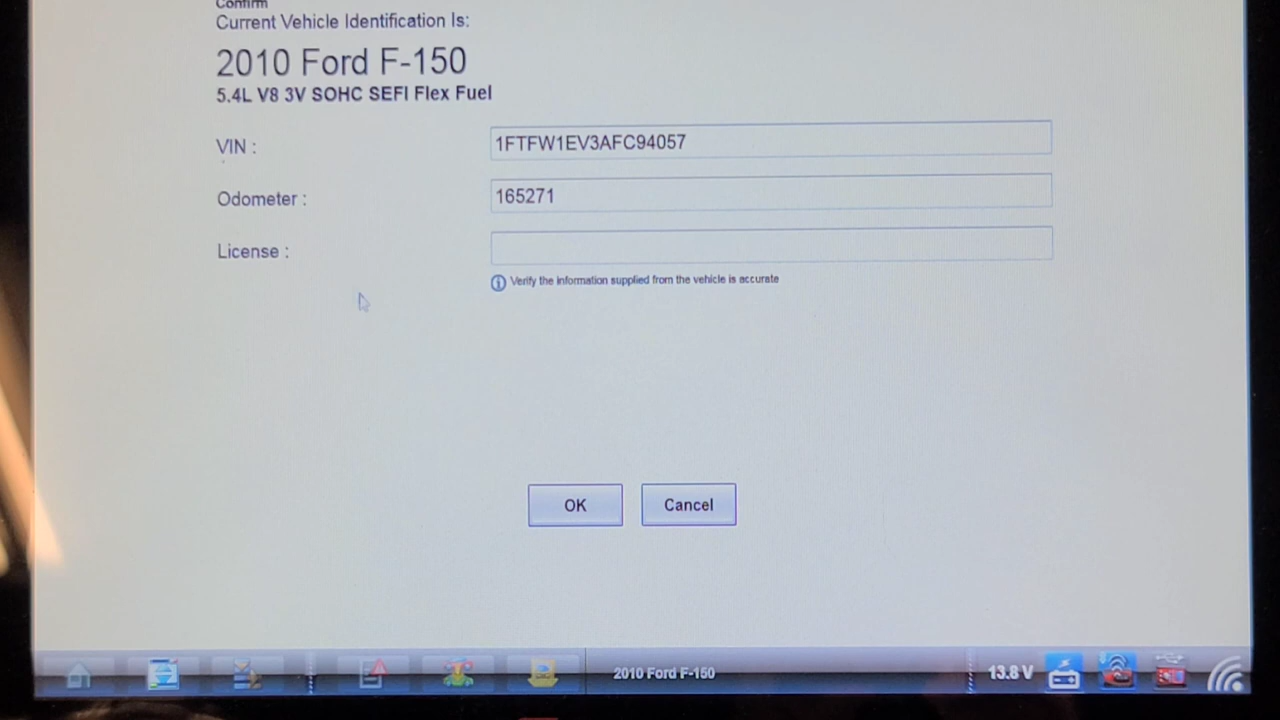 Confirm
Current Vehicle Identification Is:
2010 Ford F-150
5.4L V8 3V SOHC SEFI Flex Fuel
VIN : 1FTFW1EV3AFC94057
Odometer : 165271
License :
Verify the information supplied from the vehicle is accurate
OK Cancel
2010 Ford F-150 13.8 V